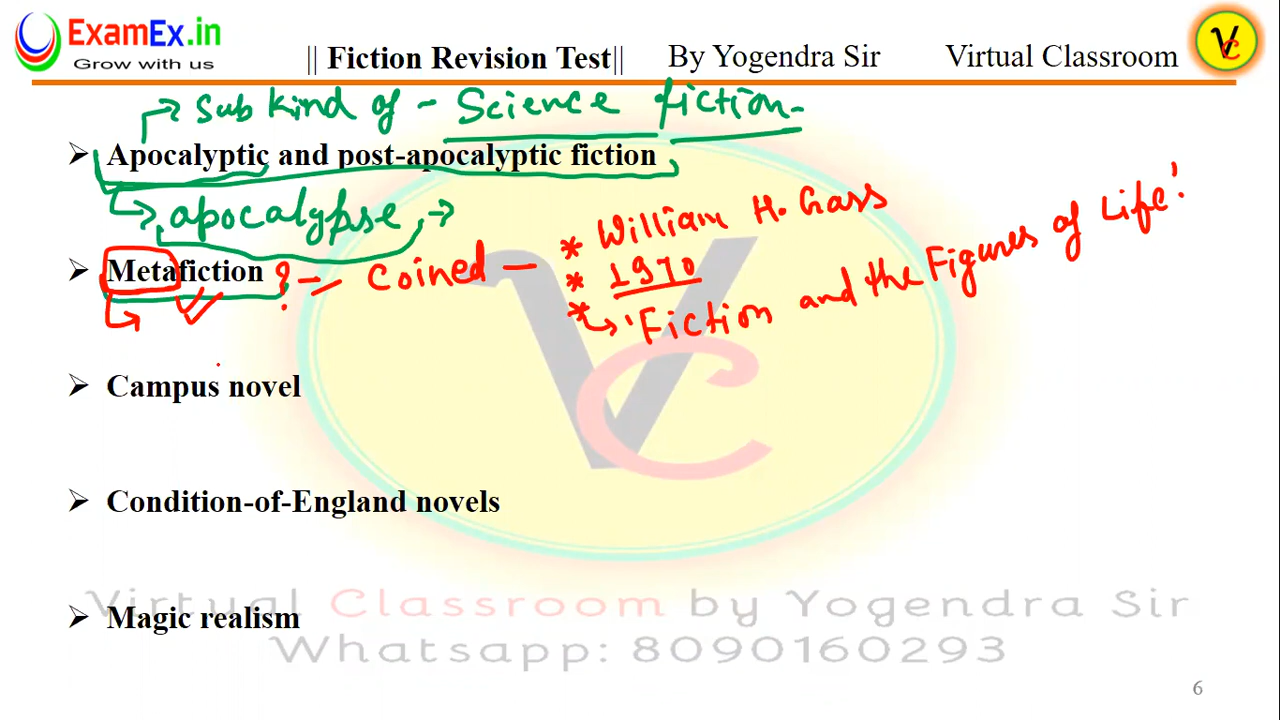 ExamEx.in
Grow with us
|| Fiction Revision Test|| By Yogendra Sir Virtual Classroom
VC
→ Sub kind of - Science fiction-
➢ Apocalyptic and post-apocalyptic fiction
↳ apocalypse →
* William H. Gass
➢ Metafiction ? - Coined - * 1970
* ↳ 'Fiction and the Figures of Life'.
➢ Campus novel
➢ Condition-of-England novels
Virtual Classroom by Yogendra Sir
➢ Magic realism
Whatsapp: 8090160293
6